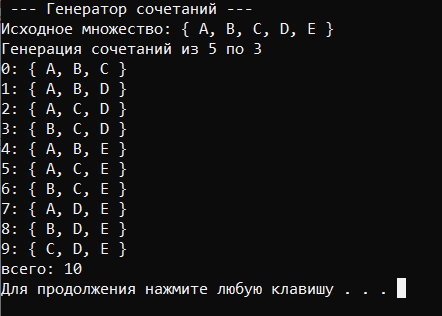 --- Генератор сочетаний ---
Исходное множество: { A, B, C, D, E }
Генерация сочетаний из 5 по 3
0: { A, B, C }
1: { A, B, D }
2: { A, C, D }
3: { B, C, D }
4: { A, B, E }
5: { A, C, E }
6: { B, C, E }
7: { A, D, E }
8: { B, D, E }
9: { C, D, E }
всего: 10
Для продолжения нажмите любую клавишу . . .